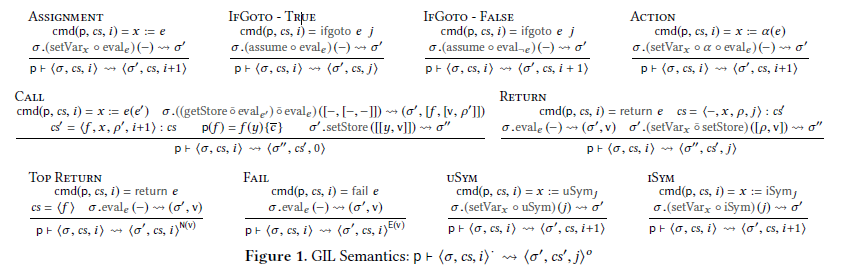 ASSIGNMENT
cmd(p, cs, i) = x := e
σ.(setVarₓ ∘ evalₑ)(−) ⇝ σ′
p ⊢ ⟨σ, cs, i⟩ ⇝ ⟨σ′, cs, i+1⟩
IFGOTO - TRUE
cmd(p, cs, i)= ifgoto e j
σ.(assume ∘ evalₑ)(−) ⇝ σ′
p ⊢ ⟨σ, cs, i⟩ ⇝ ⟨σ′, cs, j⟩
IFGOTO - FALSE
cmd(p, cs, i) = ifgoto e j
σ.(assume ∘ eval¬ₑ)(−) ⇝ σ′
p ⊢ ⟨σ, cs, i⟩ ⇝ ⟨σ′, cs, i + 1⟩
ACTION
cmd(p, cs, i) = x := α(e)
σ.(setVarₓ ∘ α ∘ evalₑ)(−) ⇝ σ′
p ⊢ ⟨σ, cs, i⟩ ⇝ ⟨σ′, cs, i+1⟩
CALL
cmd(p, cs, i) = x := e(e′) σ.((getStore ō evalₑ′) ō evalₑ)([−, [−, −]]) ⇝ (σ′, [f, [v, ρ′]])
cs′ = ⟨f, x, ρ′, i+1⟩ : cs p(f) = f(y){c̅} σ′.setStore([[y, v]]) ⇝ σ″
p ⊢ ⟨σ, cs, i⟩ ⇝ ⟨σ″, cs′, 0⟩
RETURN
cmd(p, cs, i) = return e cs = ⟨−, x, ρ, j⟩ : cs′
σ.evalₑ(−) ⇝ (σ′, v) σ′.(setVarₓ ō setStore)([ρ, v]) ⇝ σ″
p ⊢ ⟨σ, cs, i⟩ ⇝ ⟨σ″, cs′, j⟩
TOP RETURN
cmd(p, cs, i) = return e
cs = ⟨f⟩ σ.evalₑ(−) ⇝ (σ′, v)
p ⊢ ⟨σ, cs, i⟩ ⇝ ⟨σ′, cs, i⟩^N(v)
FAIL
cmd(p, cs, i) = fail e
σ.evalₑ(−) ⇝ (σ′, v)
p ⊢ ⟨σ, cs, i⟩ ⇝ ⟨σ′, cs, i⟩^E(v)
USYM
cmd(p, cs, i) = x := uSymⱼ
σ.(setVarₓ ∘ uSym)(j) ⇝ σ′
p ⊢ ⟨σ, cs, i⟩ ⇝ ⟨σ′, cs, i+1⟩
ISYM
cmd(p, cs, i) = x := iSymⱼ
σ.(setVarₓ ∘ iSym)(j) ⇝ σ′
p ⊢ ⟨σ, cs, i⟩ ⇝ ⟨σ′, cs, i+1⟩
Figure 1. GIL Semantics: p ⊢ ⟨σ, cs, i⟩˙ ⇝ ⟨σ′, cs′, j⟩ᵒ